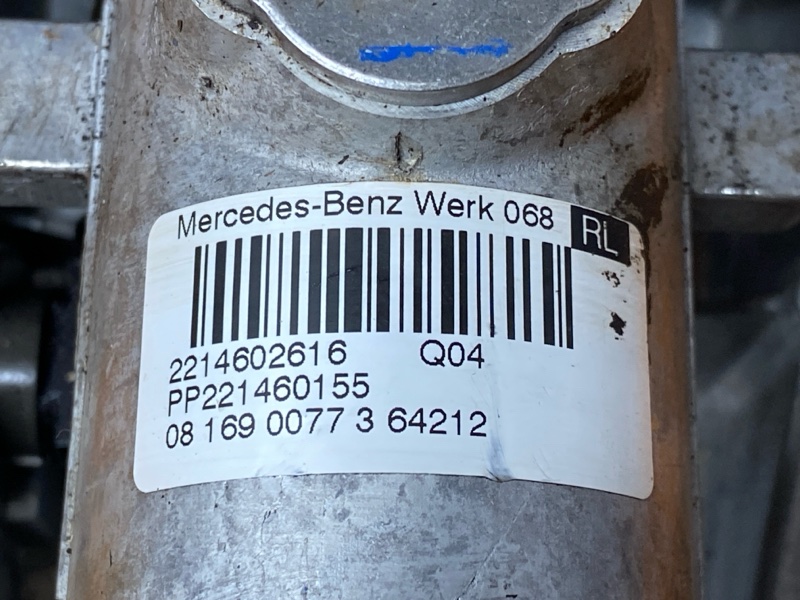 Mercedes-Benz Werk 068 RL
2214602616 Q04
PP221460155
08 169 0077 3 64212